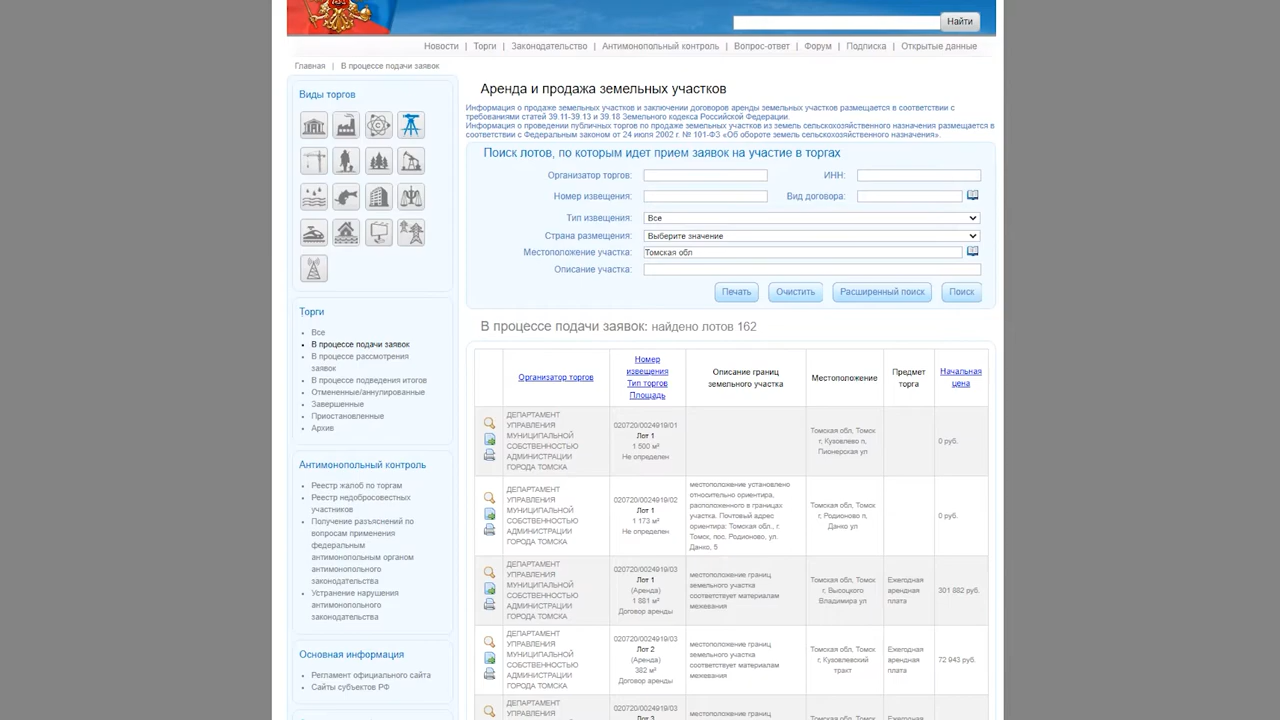 Найти
Новости | Торги | Законодательство | Антимонопольный контроль | Вопрос-ответ | Форум | Подписка | Открытые данные
Главная | В процессе подачи заявок
Виды торгов
Торги
Все
В процессе подачи заявок
В процессе рассмотрения
заявок
В процессе подведения итогов
Отмененные/аннулированные
Завершенные
Приостановленные
Архив
Антимонопольный контроль
Реестр жалоб по торгам
Реестр недобросовестных
участников
Получение разъяснений по
вопросам применения
федеральным
антимонопольным органом
антимонопольного
законодательства
Устранение нарушения
антимонопольного
законодательства
Основная информация
Регламент официального сайта
Сайты субъектов РФ
Аренда и продажа земельных участков
Информация о продаже земельных участков и заключении договоров аренды земельных участков размещается в соответствии с
требованиями статей 39.11-39.13 и 39.18 Земельного кодекса Российской Федерации.
Информация о проведении публичных торгов по продаже земельных участков из земель сельскохозяйственного назначения размещается в
соответствии с Федеральным законом от 24 июля 2002 г. № 101-ФЗ «Об обороте земель сельскохозяйственного назначения».
Поиск лотов, по которым идет прием заявок на участие в торгах
Организатор торгов: ИНН:
Номер извещения: Вид договора:
Тип извещения: Все
Страна размещения: Выберите значение
Местоположение участка: Томская обл
Описание участка:
Печать Очистить Расширенный поиск Поиск
В процессе подачи заявок: найдено лотов 162
Организатор торгов
Номер
извещения
Тип торгов
Площадь
Описание границ
земельного участка
Местоположение
Предмет
торга
Начальная
цена
ДЕПАРТАМЕНТ
УПРАВЛЕНИЯ
МУНИЦИПАЛЬНОЙ
СОБСТВЕННОСТЬЮ
АДМИНИСТРАЦИИ
ГОРОДА ТОМСКА
020720/0024919/01
Лот 1
1 500 м²
Не определен
Томская обл, Томск
г, Кузовлево п,
Пионерская ул
0 руб.
ДЕПАРТАМЕНТ
УПРАВЛЕНИЯ
МУНИЦИПАЛЬНОЙ
СОБСТВЕННОСТЬЮ
АДМИНИСТРАЦИИ
ГОРОДА ТОМСКА
020720/0024919/02
Лот 1
1 173 м²
Не определен
местоположение установлено
относительно ориентира,
расположенного в границах
участка. Почтовый адрес
ориентира: Томская обл., г.
Томск, пос. Родионово, ул.
Данко, 5
Томская обл, Томск
г, Родионово п,
Данко ул
0 руб.
ДЕПАРТАМЕНТ
УПРАВЛЕНИЯ
МУНИЦИПАЛЬНОЙ
СОБСТВЕННОСТЬЮ
АДМИНИСТРАЦИИ
ГОРОДА ТОМСКА
020720/0024919/03
Лот 1
(Аренда)
1 881 м²
Договор аренды
местоположение границ
земельного участка
соответствует материалам
межевания
Томская обл, Томск
г, Высоцкого
Владимира ул
Ежегодная
арендная
плата
301 882 руб.
ДЕПАРТАМЕНТ
УПРАВЛЕНИЯ
МУНИЦИПАЛЬНОЙ
СОБСТВЕННОСТЬЮ
АДМИНИСТРАЦИИ
ГОРОДА ТОМСКА
020720/0024919/03
Лот 2
(Аренда)
382 м²
Договор аренды
местоположение границ
земельного участка
соответствует материалам
межевания
Томская обл, Томск
г, Кузовлевский
тракт
Ежегодная
арендная
плата
72 943 руб.
ДЕПАРТАМЕНТ
020720/0024919/03
местоположение границ